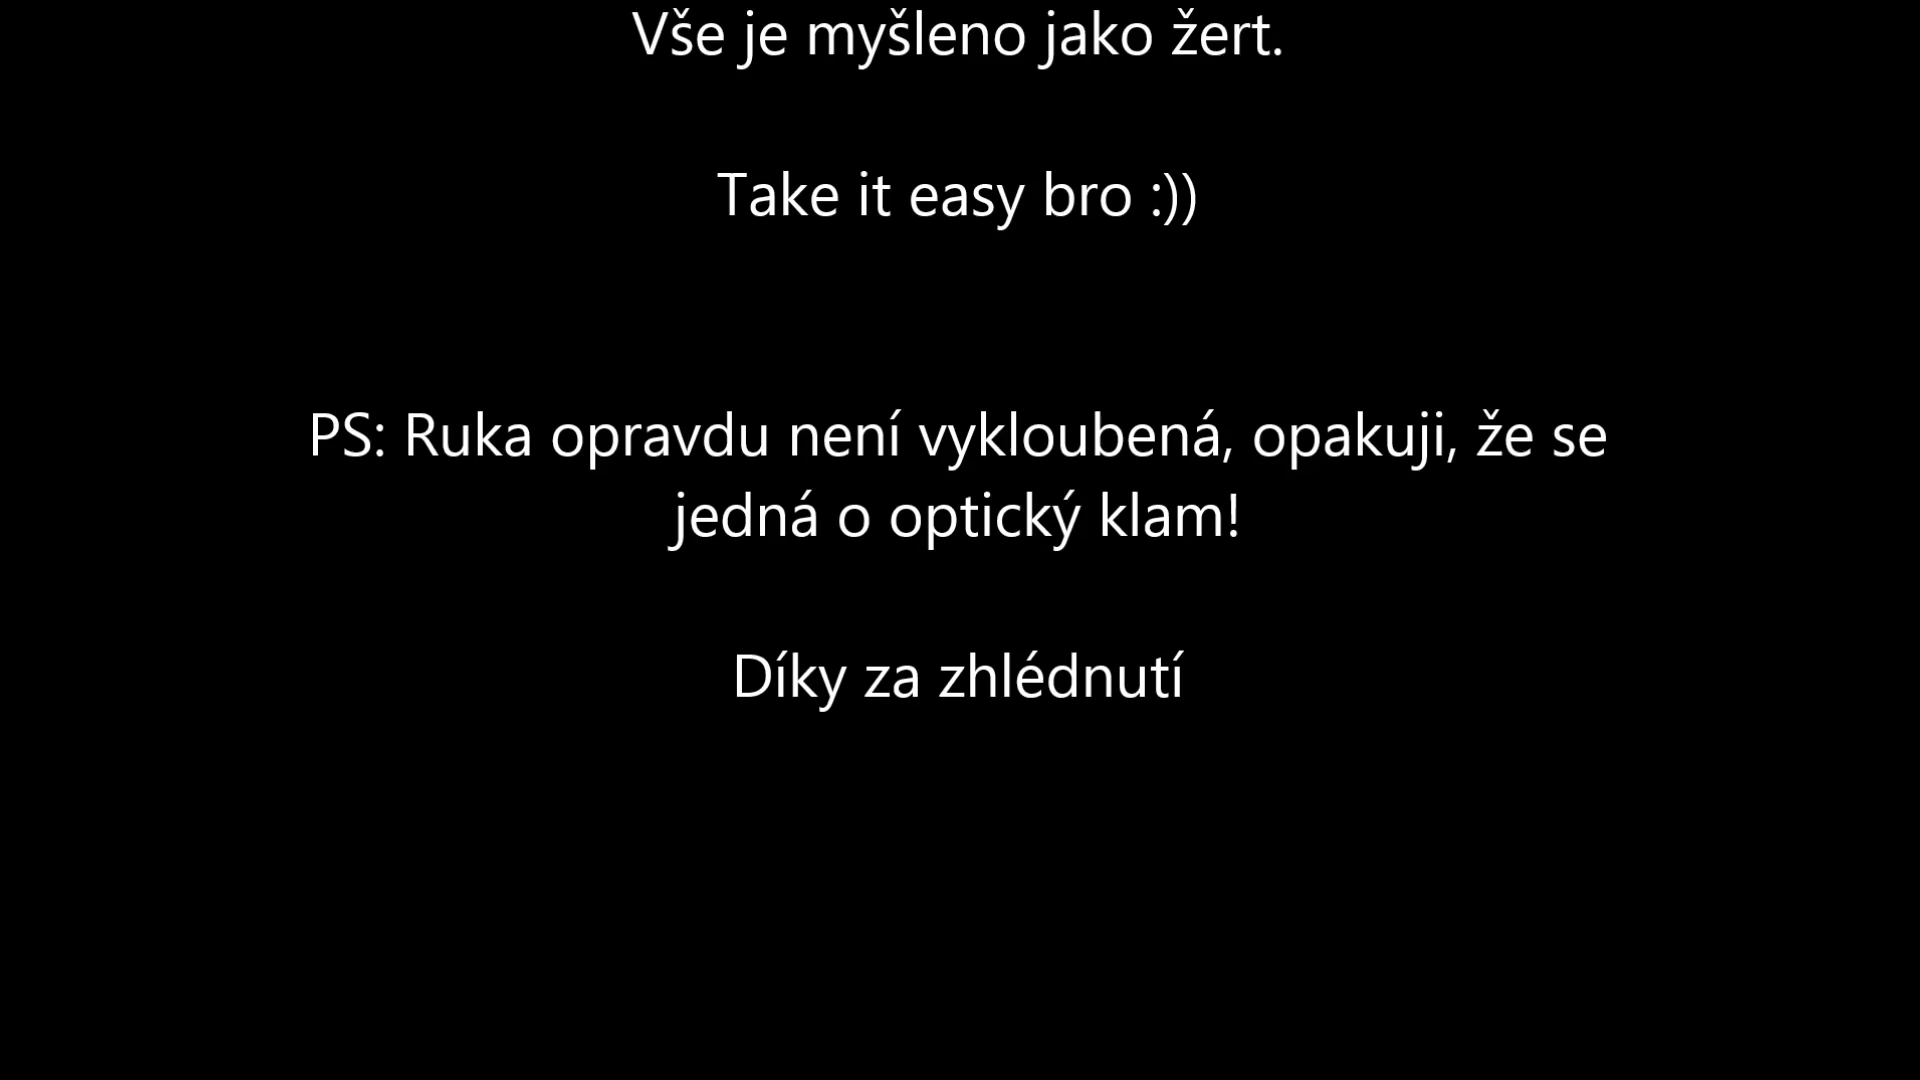 Vše je myšleno jako žert.
Take it easy bro :))
PS: Ruka opravdu není vykloubená, opakuji, že se
jedná o optický klam!
Díky za zhlédnutí